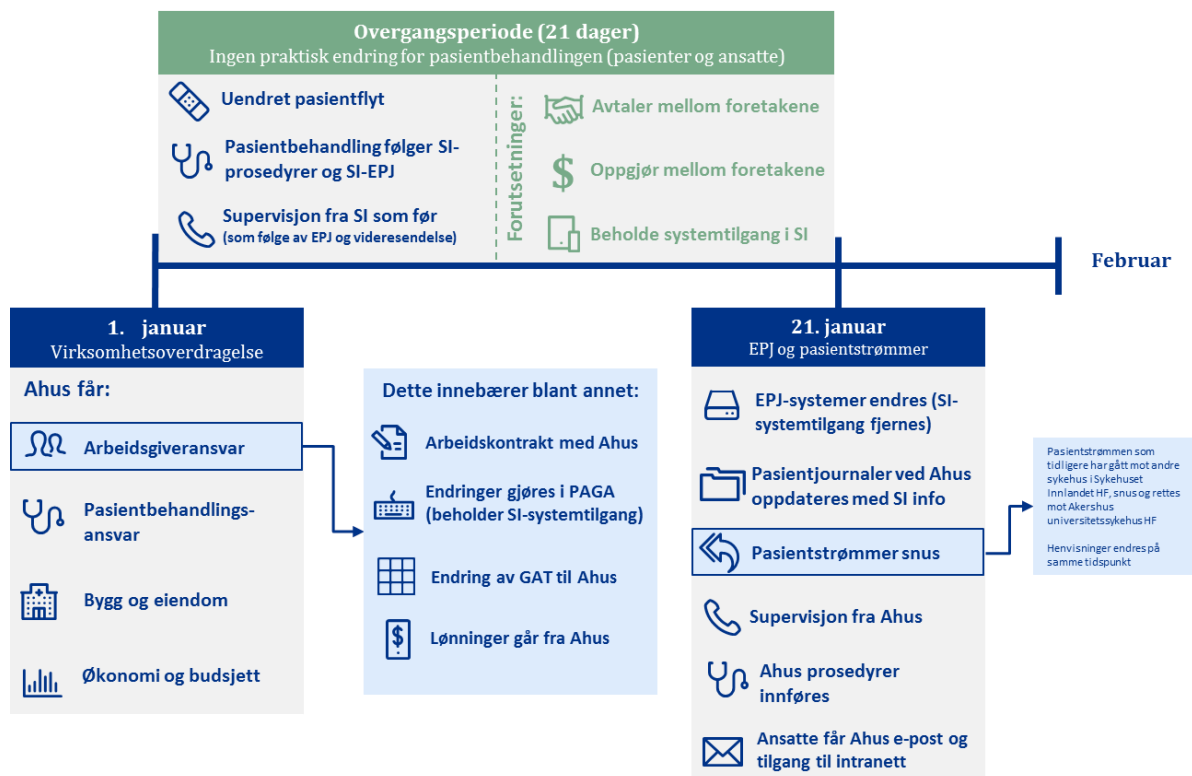 Overgangsperiode (21 dager)
Ingen praktisk endring for pasientbehandlingen (pasienter og ansatte)
Uendret pasientflyt
Pasientbehandling følger SI-
prosedyrer og SI-EPJ
Supervisjon fra SI som før
(som følge av EPJ og videresendelse)
Forutsetninger:
Avtaler mellom foretakene
$
Oppgjør mellom foretakene
Beholde systemtilgang i SI
Februar
1. januar
Virksomhetsoverdragelse
Ahus får:
Arbeidsgiveransvar
Pasientbehandlings-
ansvar
Bygg og eiendom
Økonomi og budsjett
Dette innebærer blant annet:
Arbeidskontrakt med Ahus
Endringer gjøres i PAGA
(beholder SI-systemtilgang)
Endring av GAT til Ahus
$
Lønninger går fra Ahus
21. januar
EPJ og pasientstrømmer
EPJ-systemer endres (SI-
systemtilgang fjernes)
Pasientjournaler ved Ahus
oppdateres med SI info
Pasientstrømmer snus
Supervisjon fra Ahus
Ahus prosedyrer
innføres
Ansatte får Ahus e-post og
tilgang til intranett
Pasientstrømmen som
tidligere har gått mot andre
sykehus i Sykehuset
Innlandet HF, snus og rettes
mot Akershus
universitetssykehus HF
Henvisninger endres på
samme tidspunkt